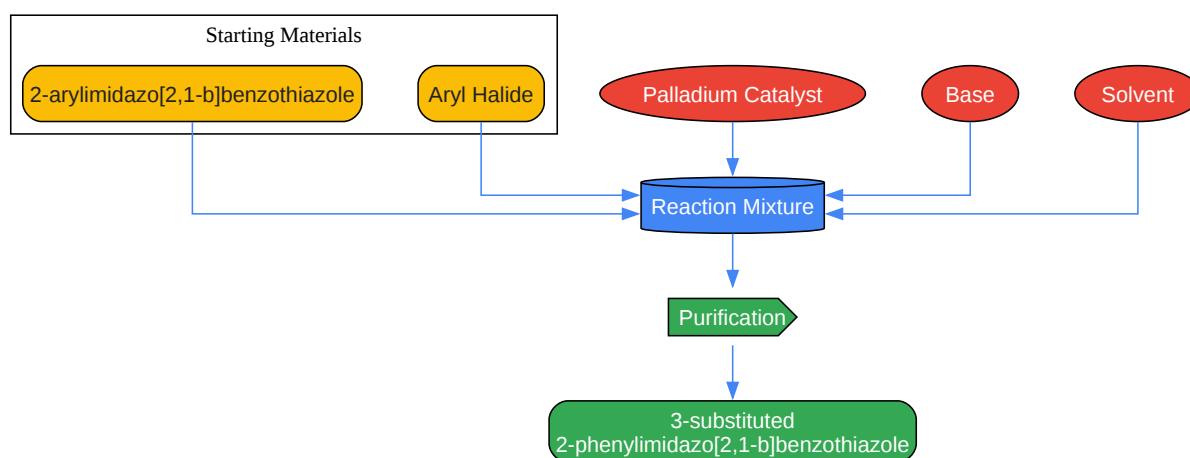 Starting Materials
2-arylimidazo[2,1-b]benzothiazole
Aryl Halide
Palladium Catalyst
Base
Solvent
Reaction Mixture
Purification
3-substituted
2-phenylimidazo[2,1-b]benzothiazole